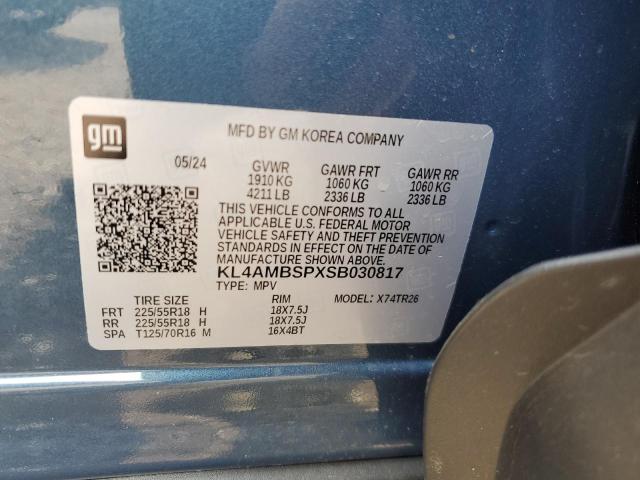 gm
MFD BY GM KOREA COMPANY
05/24 GVWR GAWR FRT GAWR RR
1910 KG 1060 KG 1060 KG
4211 LB 2336 LB 2336 LB
THIS VEHICLE CONFORMS TO ALL
APPLICABLE U.S. FEDERAL MOTOR
VEHICLE SAFETY AND THEFT PREVENTION
STANDARDS IN EFFECT ON THE DATE OF
MANUFACTURE SHOWN ABOVE.
KL4AMBSPXSB030817
TYPE: MPV MODEL: X74TR26
TIRE SIZE RIM
FRT 225/55R18 H 18X7.5J
RR 225/55R18 H 18X7.5J
SPA T125/70R16 M 16X4BT